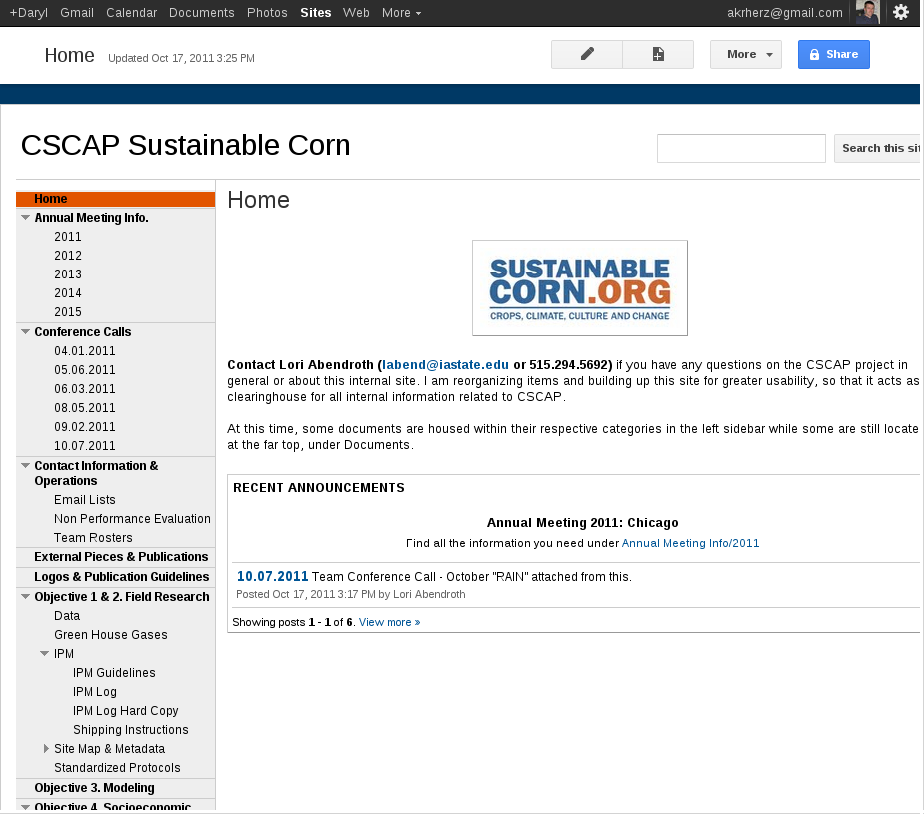 +Daryl Gmail Calendar Documents Photos Sites Web More akrherz@gmail.com
Home Updated Oct 17, 2011 3:25 PM More Share
CSCAP Sustainable Corn
Search this sit
Home
Annual Meeting Info.
2011
2012
2013
2014
2015
Conference Calls
04.01.2011
05.06.2011
06.03.2011
08.05.2011
09.02.2011
10.07.2011
Contact Information &
Operations
Email Lists
Non Performance Evaluation
Team Rosters
External Pieces & Publications
Logos & Publication Guidelines
Objective 1 & 2. Field Research
Data
Green House Gases
IPM
IPM Guidelines
IPM Log
IPM Log Hard Copy
Shipping Instructions
Site Map & Metadata
Standardized Protocols
Objective 3. Modeling
Objective 4. Socioeconomic
Home
SUSTAINABLE
CORN.ORG
CROPS, CLIMATE, CULTURE AND CHANGE
Contact Lori Abendroth (labend@iastate.edu or 515.294.5692) if you have any questions on the CSCAP project in
general or about this internal site. I am reorganizing items and building up this site for greater usability, so that it acts as
clearinghouse for all internal information related to CSCAP.
At this time, some documents are housed within their respective categories in the left sidebar while some are still locate
at the far top, under Documents.
RECENT ANNOUNCEMENTS
Annual Meeting 2011: Chicago
Find all the information you need under Annual Meeting Info/2011
10.07.2011 Team Conference Call - October "RAIN" attached from this.
Posted Oct 17, 2011 3:17 PM by Lori Abendroth
Showing posts 1 - 1 of 6. View more »